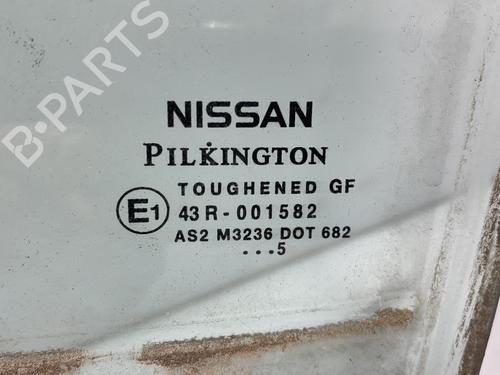 B-PARTS
NISSAN
PILKINGTON
TOUGHENED GF
E1
43R-001582
AS2 M3236 DOT 682
...5